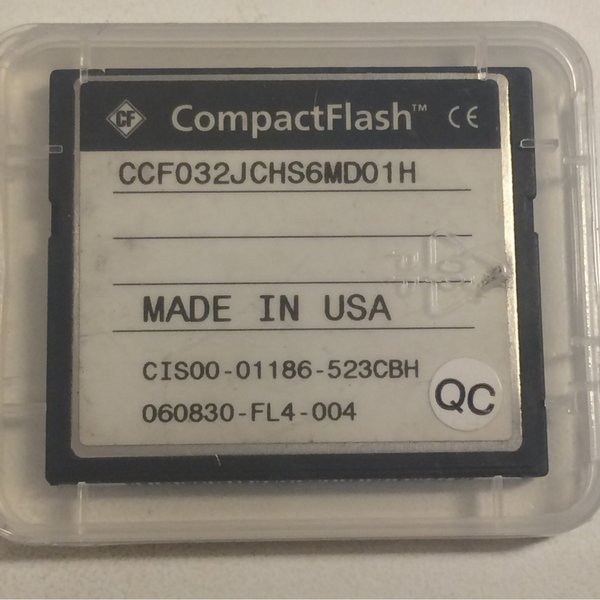 CF CompactFlash™ CE
CCF032JCHS6MD01H
MADE IN USA
CIS00-01186-523CBH
060830-FL4-004
QC